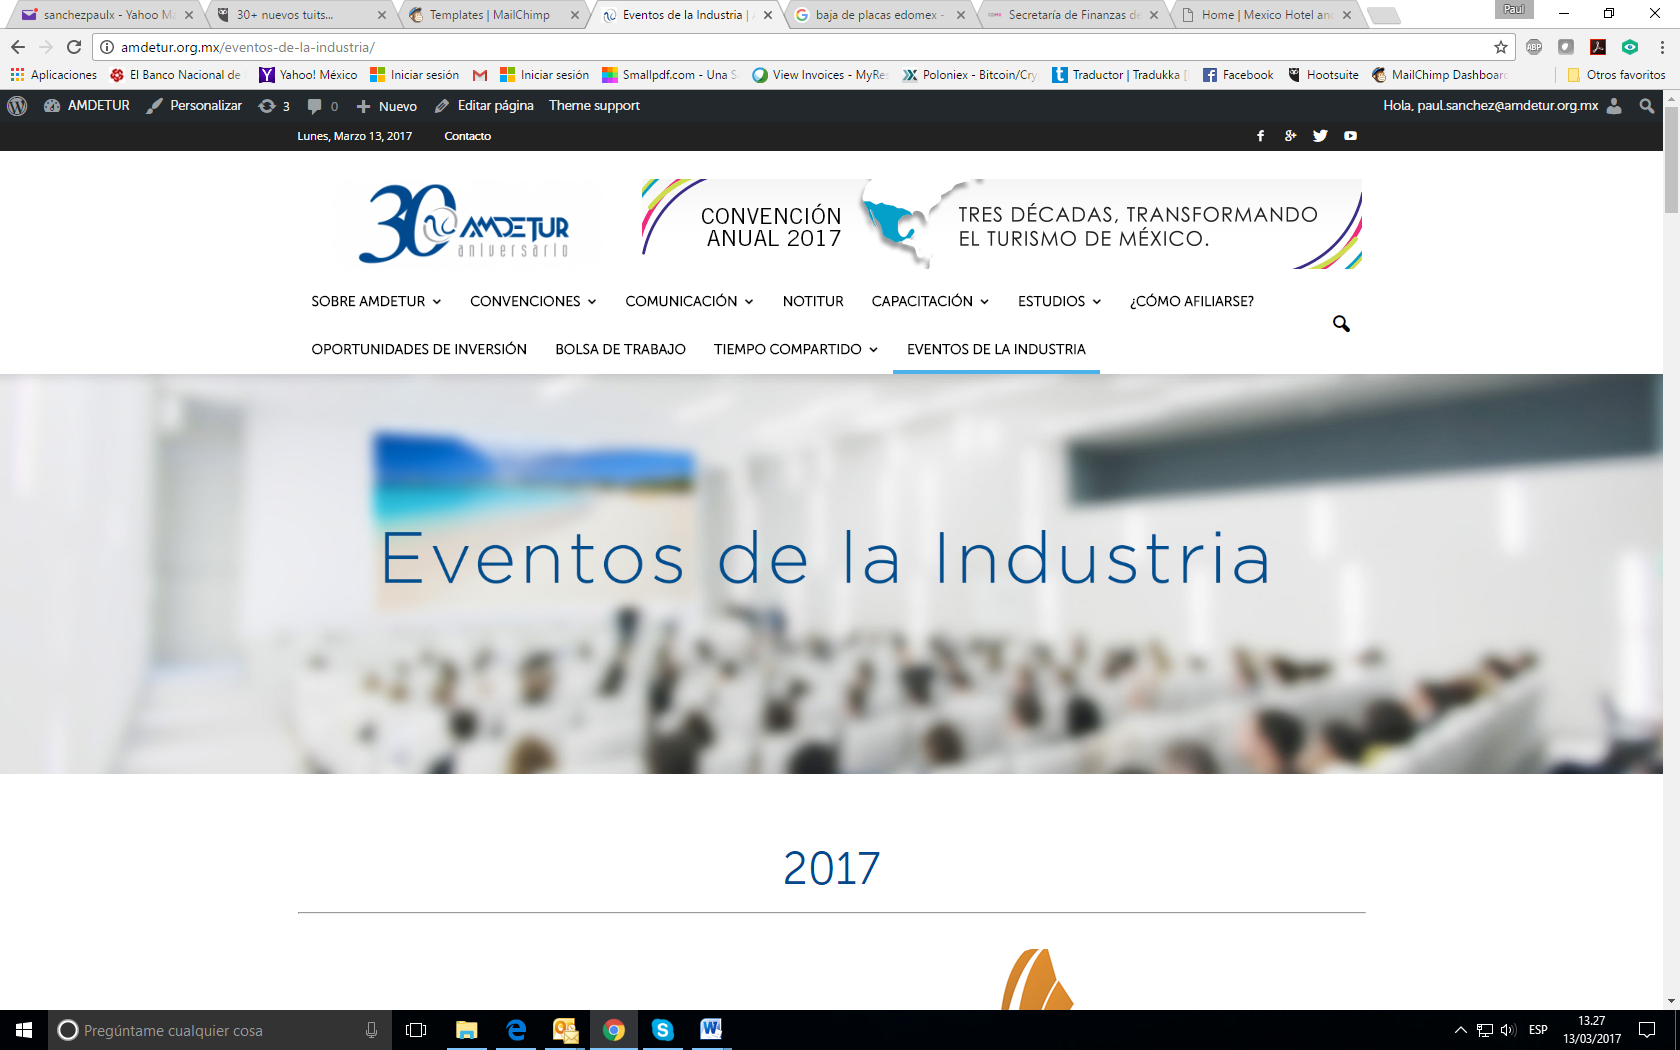 sanchezpaulx - Yahoo Ma
30+ nuevos tuits...
Templates | MailChimp
Eventos de la Industria | A
baja de placas edomex -
Secretaría de Finanzas de
Home | Mexico Hotel and
Paul
amdetur.org.mx/eventos-de-la-industria/
ABP
Aplicaciones
El Banco Nacional de
Yahoo! México
Iniciar sesión
Iniciar sesión
Smallpdf.com - Una S
View Invoices - MyRes
Poloniex - Bitcoin/Cry
Traductor | Tradukka [
Facebook
Hootsuite
MailChimp Dashboard
Otros favoritos
AMDETUR
Personalizar
3
0
Nuevo
Editar página
Theme support
Hola, paul.sanchez@amdetur.org.mx
Lunes, Marzo 13, 2017
Contacto
30 AMDETUR
aniversario
CONVENCIÓN
ANUAL 2017
TRES DÉCADAS, TRANSFORMANDO
EL TURISMO DE MÉXICO.
SOBRE AMDETUR
CONVENCIONES
COMUNICACIÓN
NOTITUR
CAPACITACIÓN
ESTUDIOS
¿CÓMO AFILIARSE?
OPORTUNIDADES DE INVERSIÓN
BOLSA DE TRABAJO
TIEMPO COMPARTIDO
EVENTOS DE LA INDUSTRIA
Eventos de la Industria
2017
Pregúntame cualquier cosa
ESP
13.27
13/03/2017